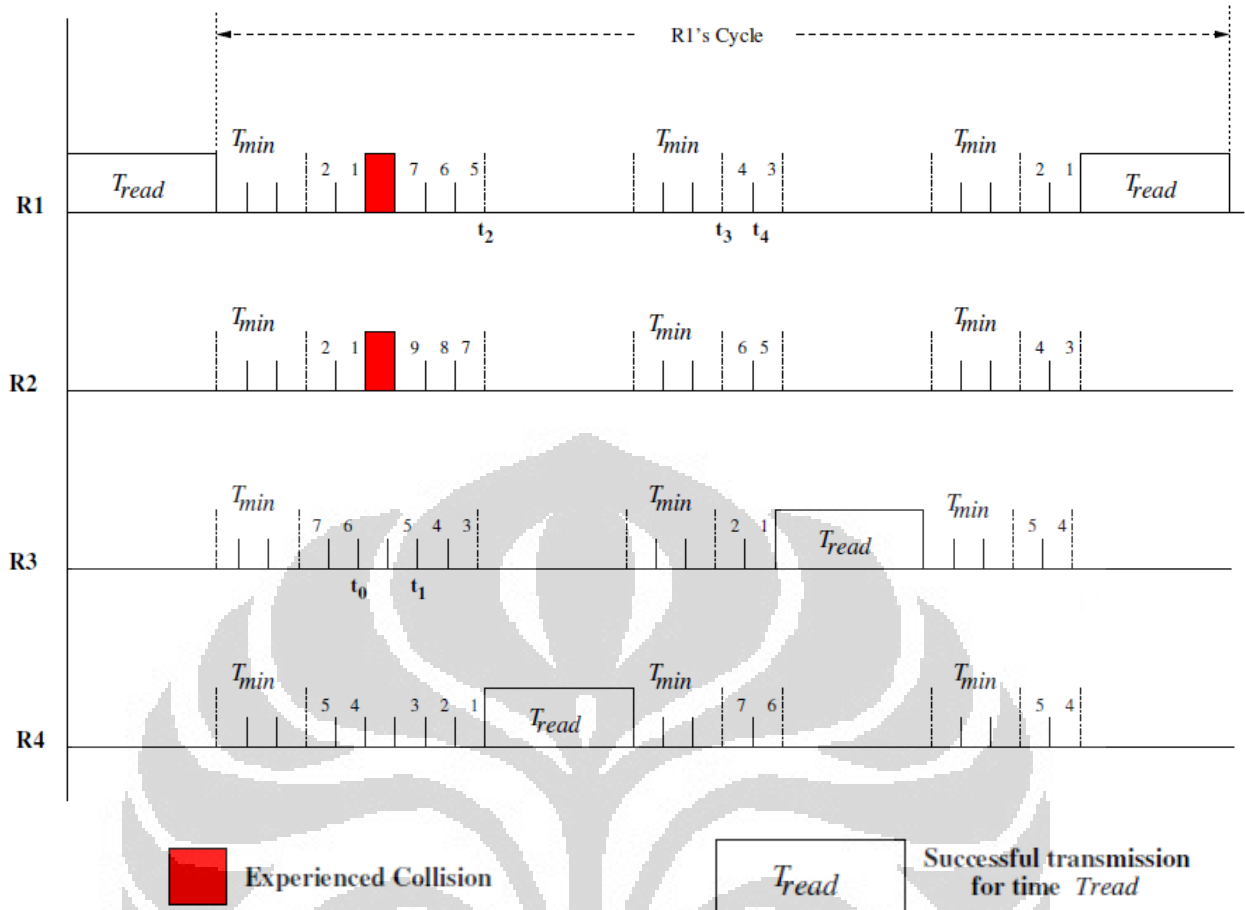 R1's Cycle
Tmin Tmin Tmin
Tread 2 1 7 6 5 4 3 2 1 Tread
R1
t2 t3 t4
Tmin Tmin Tmin
2 1 9 8 7 6 5 4 3
R2
Tmin Tmin Tmin
7 6 5 4 3 2 1 Tread 5 4
R3
t0 t1
Tmin Tmin Tmin
5 4 3 2 1 Tread 7 6 5 4
R4
Experienced Collision
Tread
Successful transmission
for time Tread